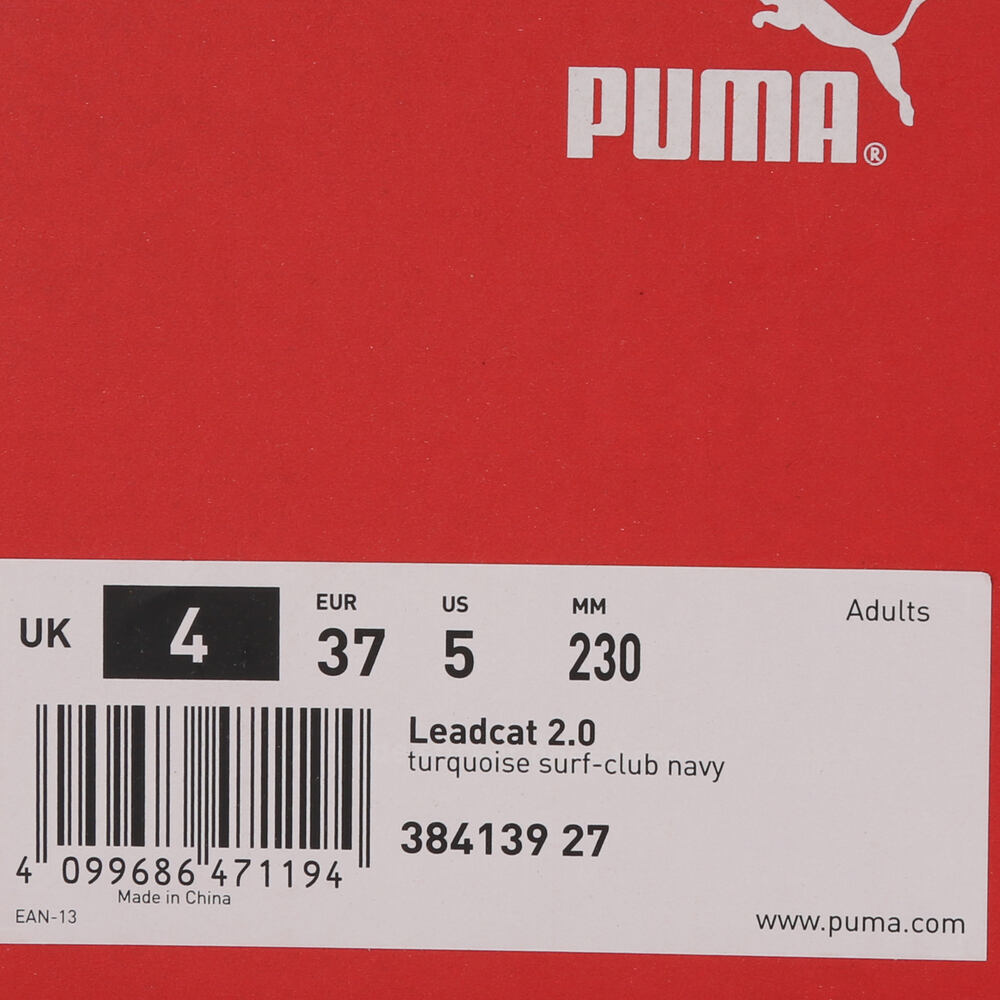 PUMA®
EUR US MM Adults
UK 4 37 5 230
Leadcat 2.0
turquoise surf-club navy
384139 27
4 099686 471194
Made in China
EAN-13
www.puma.com